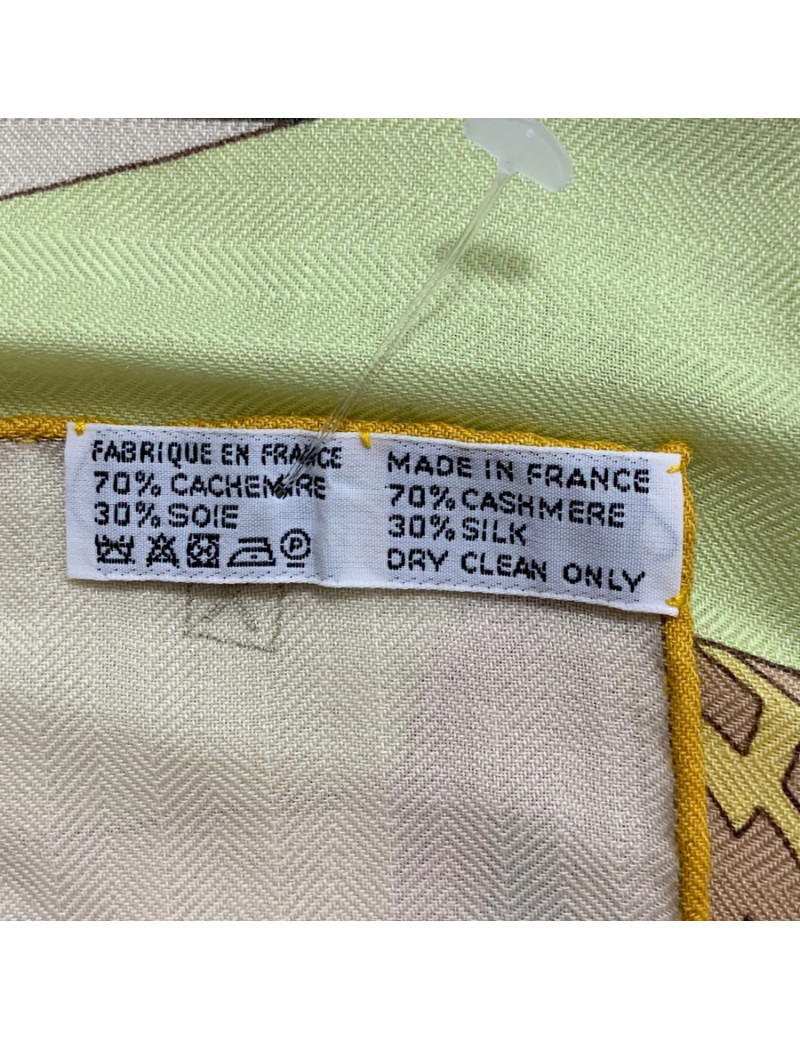 FABRIQUE EN FRANCE
70% CACHEMIRE
30% SOIE
P
MADE IN FRANCE
70% CASHMERE
30% SILK
DRY CLEAN ONLY